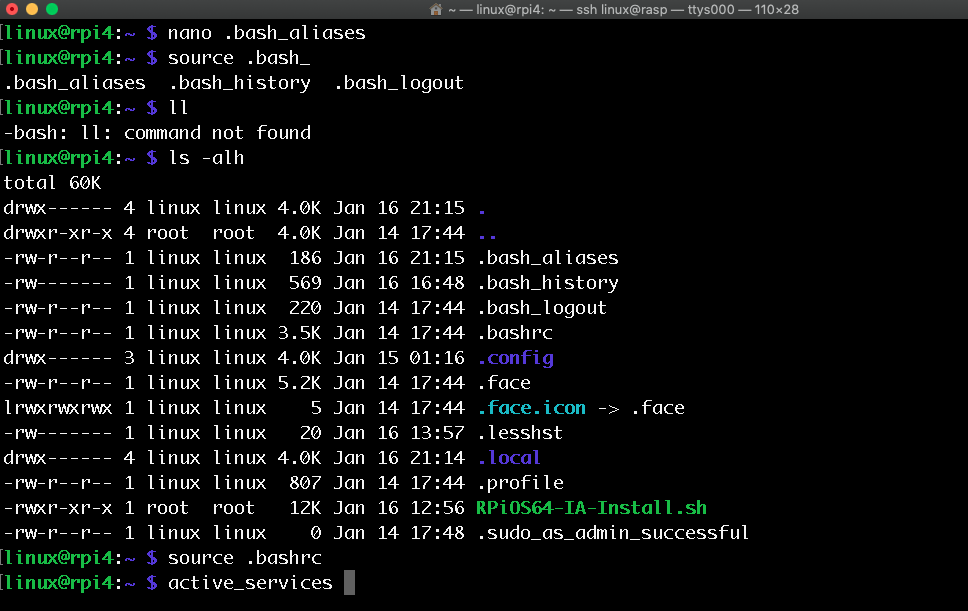 ~ — linux@rpi4: ~ — ssh linux@rasp — ttys000 — 110×28
[linux@rpi4:~ $ nano .bash_aliases
[linux@rpi4:~ $ source .bash_
.bash_aliases  .bash_history  .bash_logout
[linux@rpi4:~ $ ll
-bash: ll: command not found
[linux@rpi4:~ $ ls -alh
total 60K
drwx------ 4 linux linux 4.0K Jan 16 21:15 .
drwxr-xr-x 4 root  root  4.0K Jan 14 17:44 ..
-rw-r--r-- 1 linux linux  186 Jan 16 21:15 .bash_aliases
-rw------- 1 linux linux  569 Jan 16 16:48 .bash_history
-rw-r--r-- 1 linux linux  220 Jan 14 17:44 .bash_logout
-rw-r--r-- 1 linux linux 3.5K Jan 14 17:44 .bashrc
drwx------ 3 linux linux 4.0K Jan 15 01:16 .config
-rw-r--r-- 1 linux linux 5.2K Jan 14 17:44 .face
lrwxrwxrwx 1 linux linux    5 Jan 14 17:44 .face.icon -> .face
-rw------- 1 linux linux   20 Jan 16 13:57 .lesshst
drwx------ 4 linux linux 4.0K Jan 16 21:14 .local
-rw-r--r-- 1 linux linux  807 Jan 14 17:44 .profile
-rwxr-xr-x 1 root  root   12K Jan 16 12:56 RPiOS64-IA-Install.sh
-rw-r--r-- 1 linux linux    0 Jan 14 17:48 .sudo_as_admin_successful
[linux@rpi4:~ $ source .bashrc
[linux@rpi4:~ $ active_services